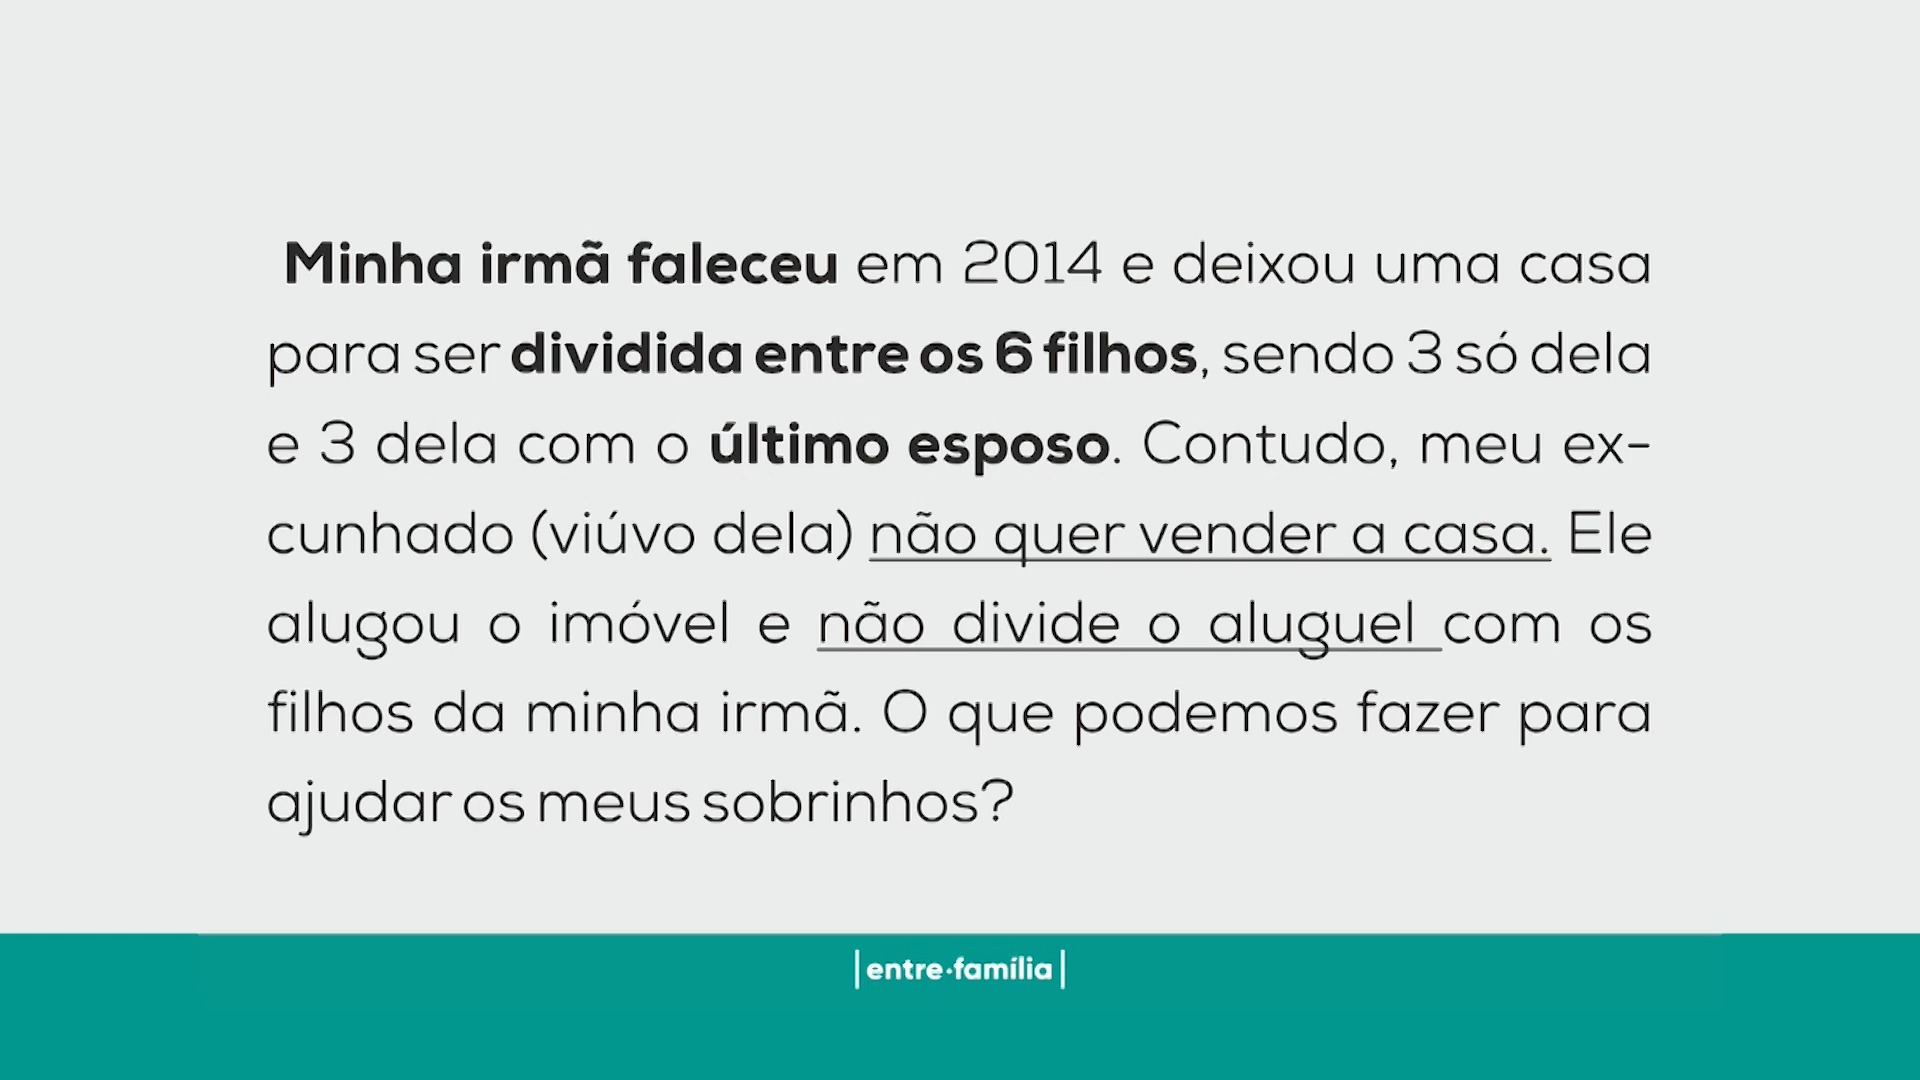 Minha irmã faleceu em 2014 e deixou uma casa
para ser dividida entre os 6 filhos, sendo 3 só dela
e 3 dela com o último esposo. Contudo, meu ex-
cunhado (viúvo dela) não quer vender a casa. Ele
alugou o imóvel e não divide o aluguel com os
filhos da minha irmã. O que podemos fazer para
ajudar os meus sobrinhos?
|entre·família|